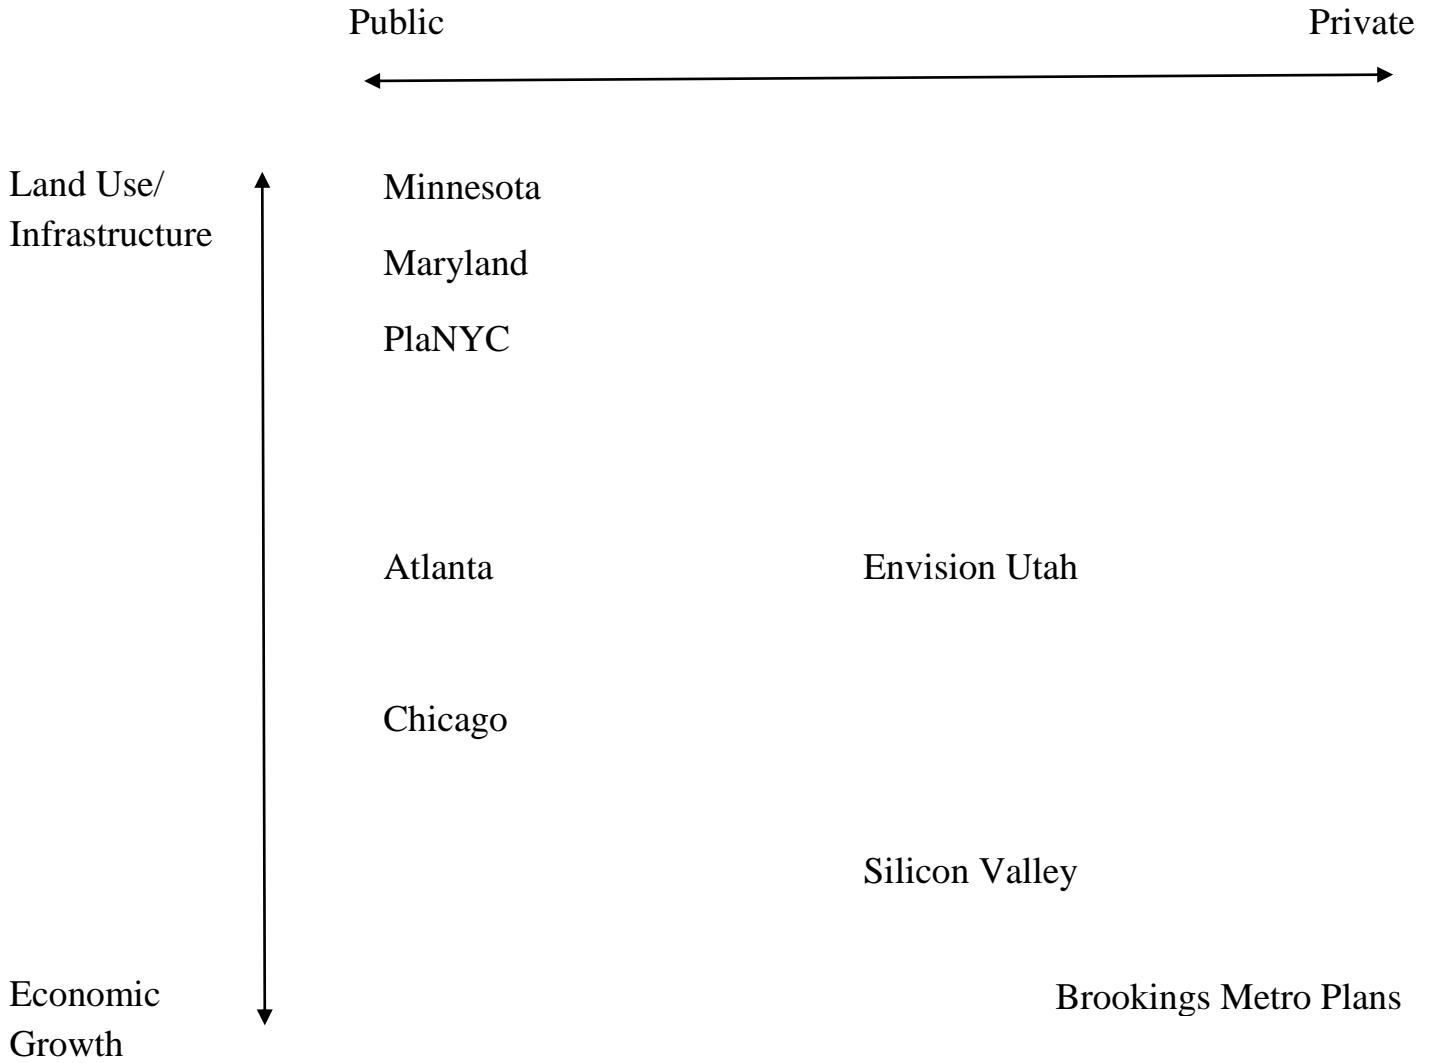 Public Private
Land Use/
Infrastructure
Minnesota
Maryland
PlaNYC
Atlanta Envision Utah
Chicago
Silicon Valley
Economic
Growth
Brookings Metro Plans